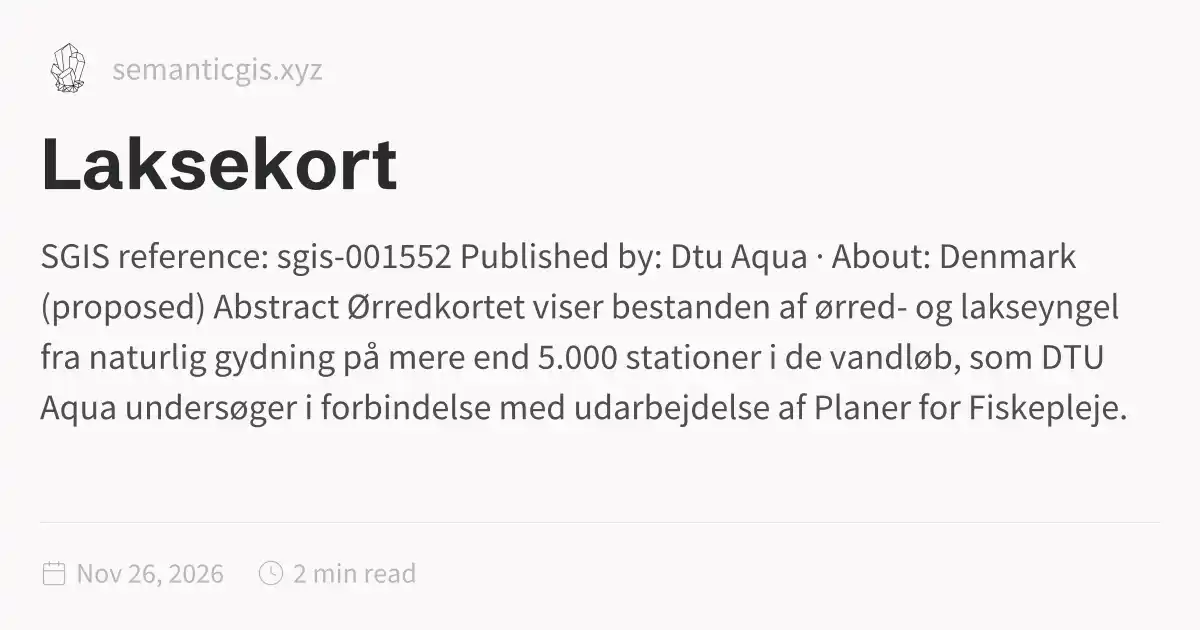 semanticgis.xyz
Laksekort
SGIS reference: sgis-001552 Published by: Dtu Aqua · About: Denmark
(proposed) Abstract Ørredkortet viser bestanden af ørred- og lakseyngel
fra naturlig gydning på mere end 5.000 stationer i de vandløb, som DTU
Aqua undersøger i forbindelse med udarbejdelse af Planer for Fiskepleje.
Nov 26, 2026 2 min read